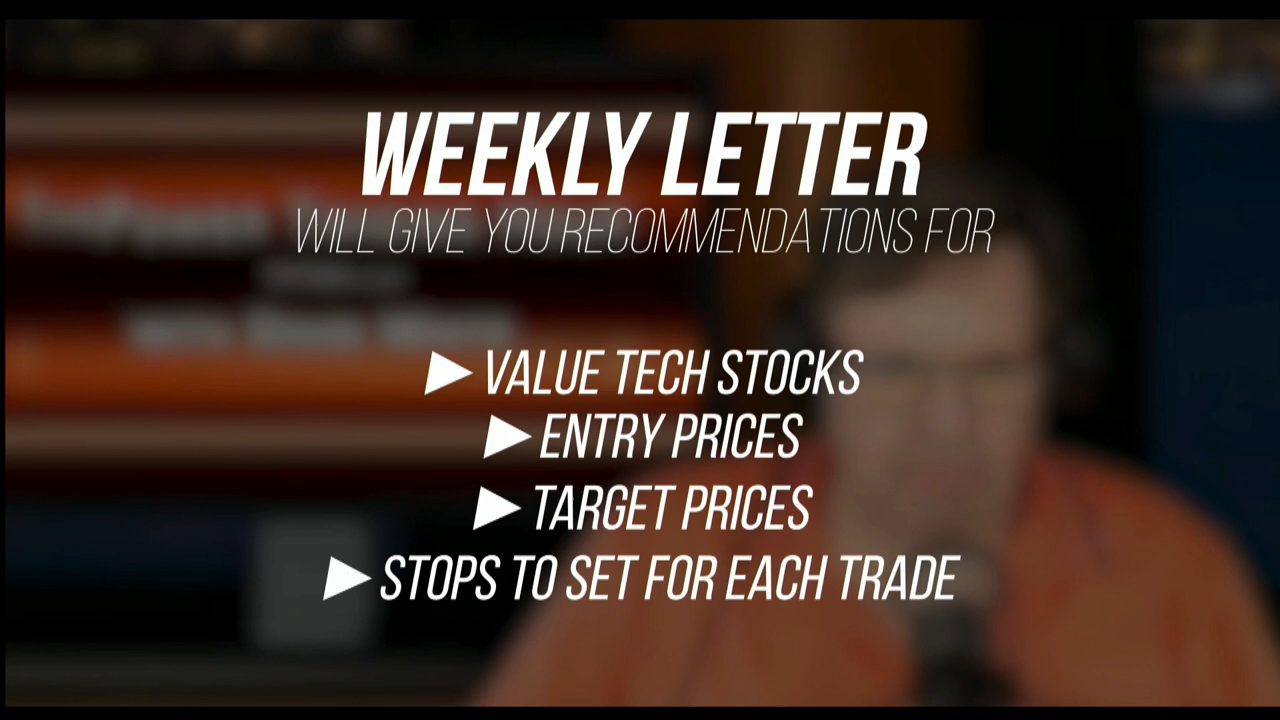 WEEKLY LETTER
WILL GIVE YOU RECOMMENDATIONS FOR
▶ VALUE TECH STOCKS
▶ ENTRY PRICES
▶ TARGET PRICES
▶ STOPS TO SET FOR EACH TRADE